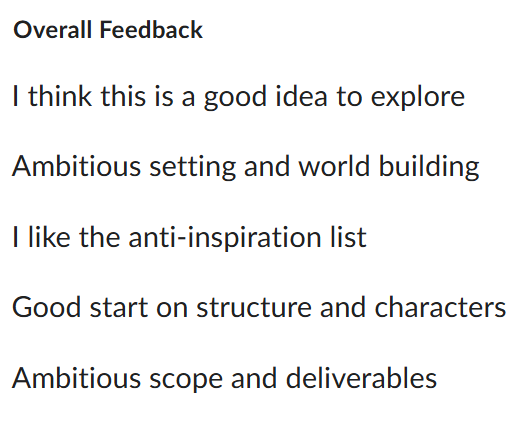 Overall Feedback
I think this is a good idea to explore
Ambitious setting and world building
I like the anti-inspiration list
Good start on structure and characters
Ambitious scope and deliverables